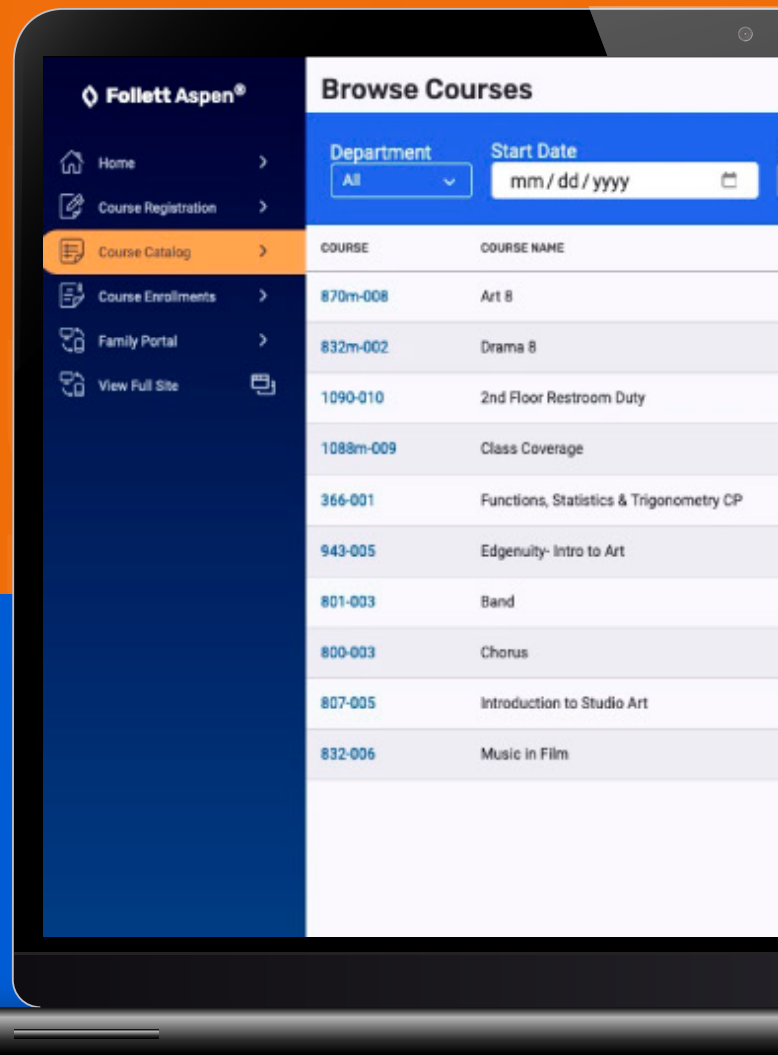 Follett Aspen®
Home
Course Registration
Course Catalog
Course Enrollments
Family Portal
View Full Site
Browse Courses
Department Start Date
All mm/dd/yyyy
COURSE COURSE NAME
870m-008 Art 8
832m-002 Drama 8
1090-010 2nd Floor Restroom Duty
1088m-009 Class Coverage
366-001 Functions, Statistics & Trigonometry CP
943-005 Edgenuity- Intro to Art
801-003 Band
800-003 Chorus
807-005 Introduction to Studio Art
832-006 Music in Film